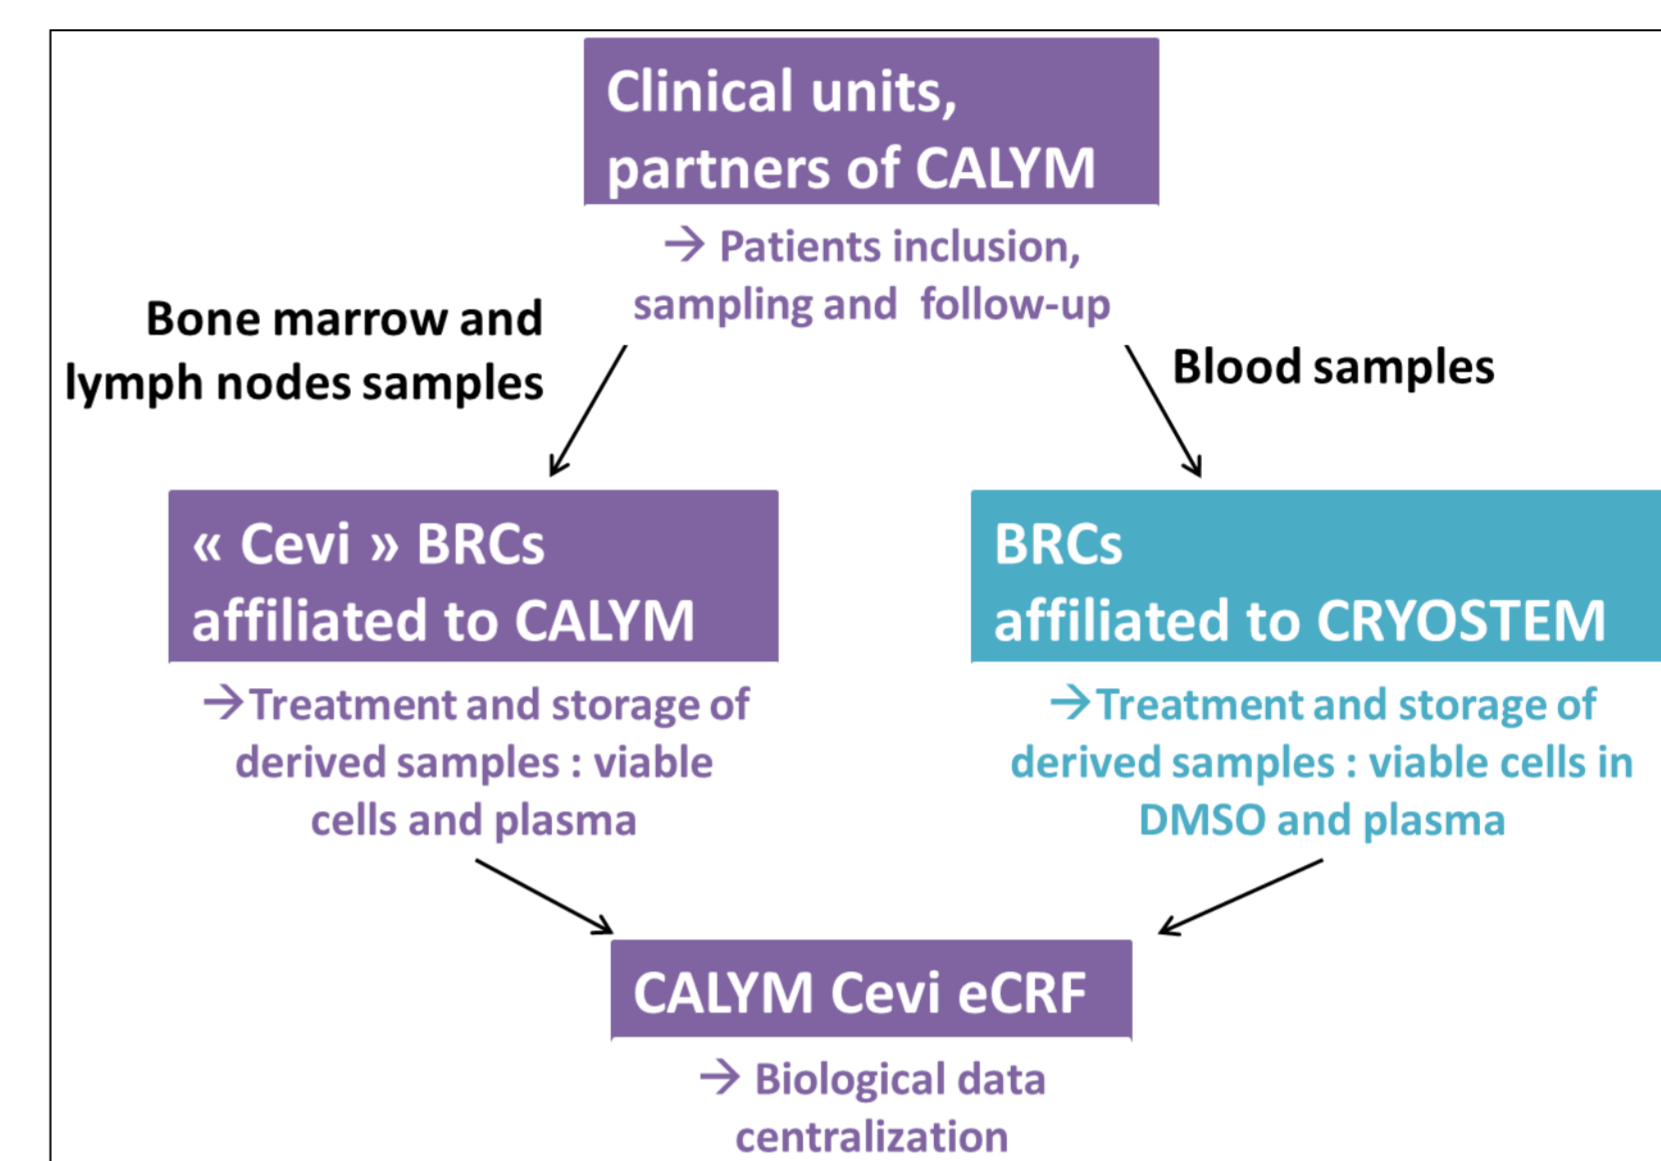 Clinical units,
partners of CALYM
→ Patients inclusion,
sampling and follow-up
Bone marrow and
lymph nodes samples
Blood samples
« Cevi » BRCs
affiliated to CALYM
→Treatment and storage of
derived samples : viable
cells and plasma
BRCs
affiliated to CRYOSTEM
→Treatment and storage of
derived samples : viable cells in
DMSO and plasma
CALYM Cevi eCRF
→ Biological data
centralization